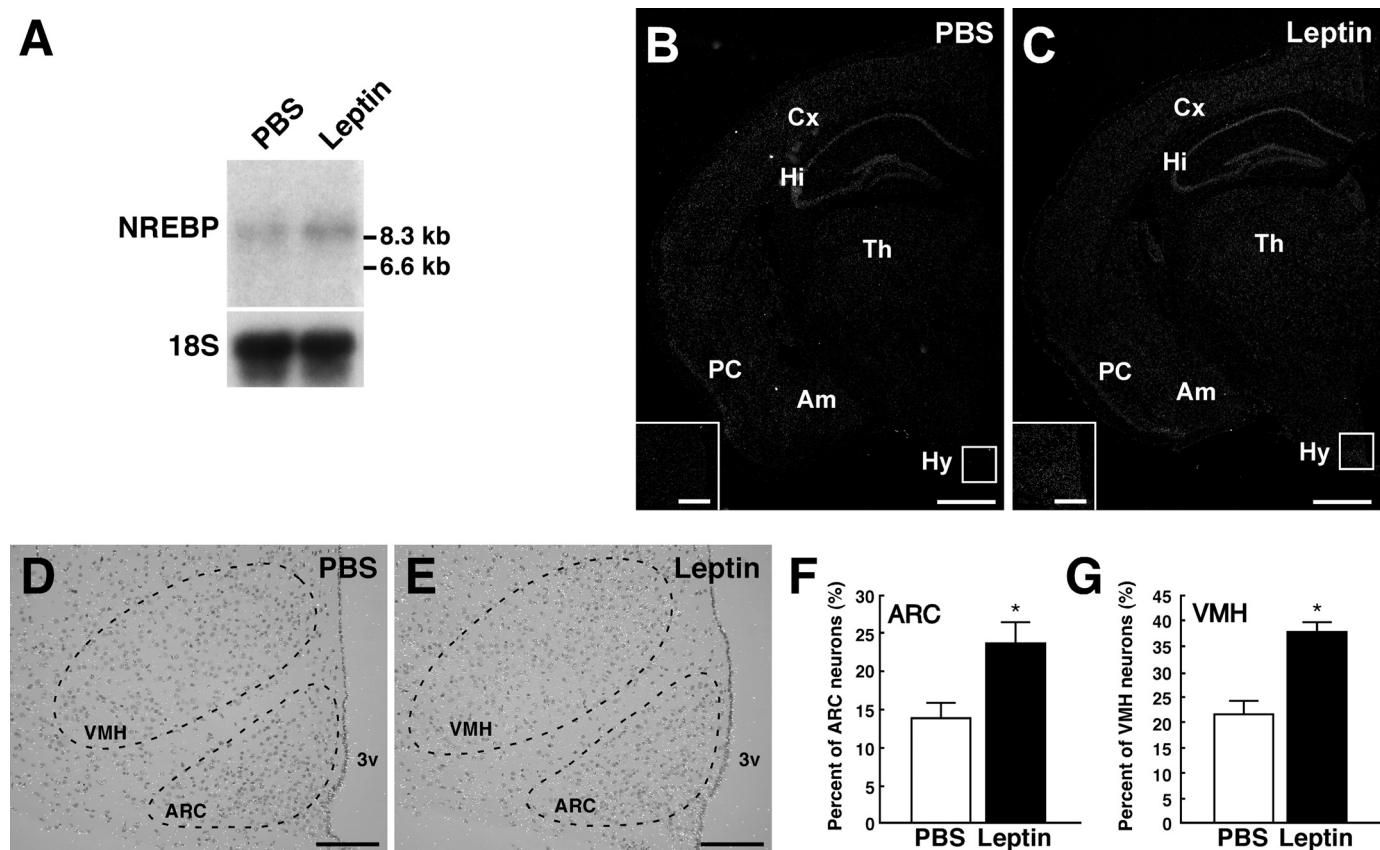 A
PBS
Leptin
NREBP
8.3 kb
6.6 kb
18S
B
PBS
Cx
Hi
Th
PC
Am
Hy
C
Leptin
Cx
Hi
Th
PC
Am
Hy
D
PBS
VMH
ARC
3v
E
Leptin
VMH
ARC
3v
F
ARC
Percent of ARC neurons (%)
30
25
20
15
10
5
0
*
PBS Leptin
G
VMH
Percent of VMH neurons (%)
45
40
35
30
25
20
15
10
5
0
*
PBS Leptin